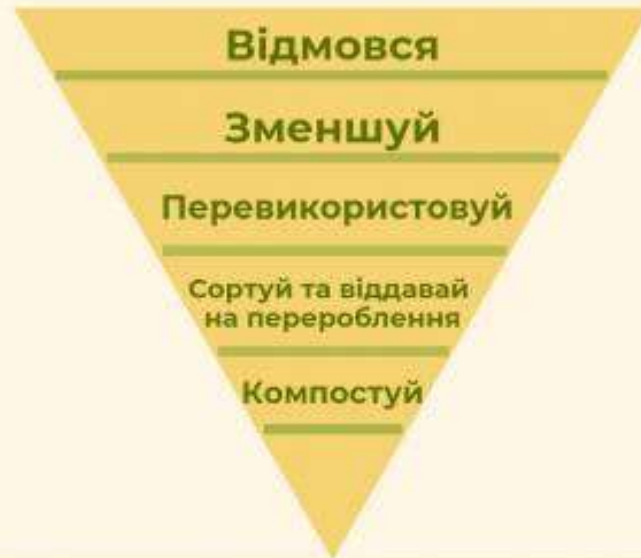 Відмовся
Зменшуй
Перевикористовуй
Сортуй та віддавай
на перероблення
Компостуй